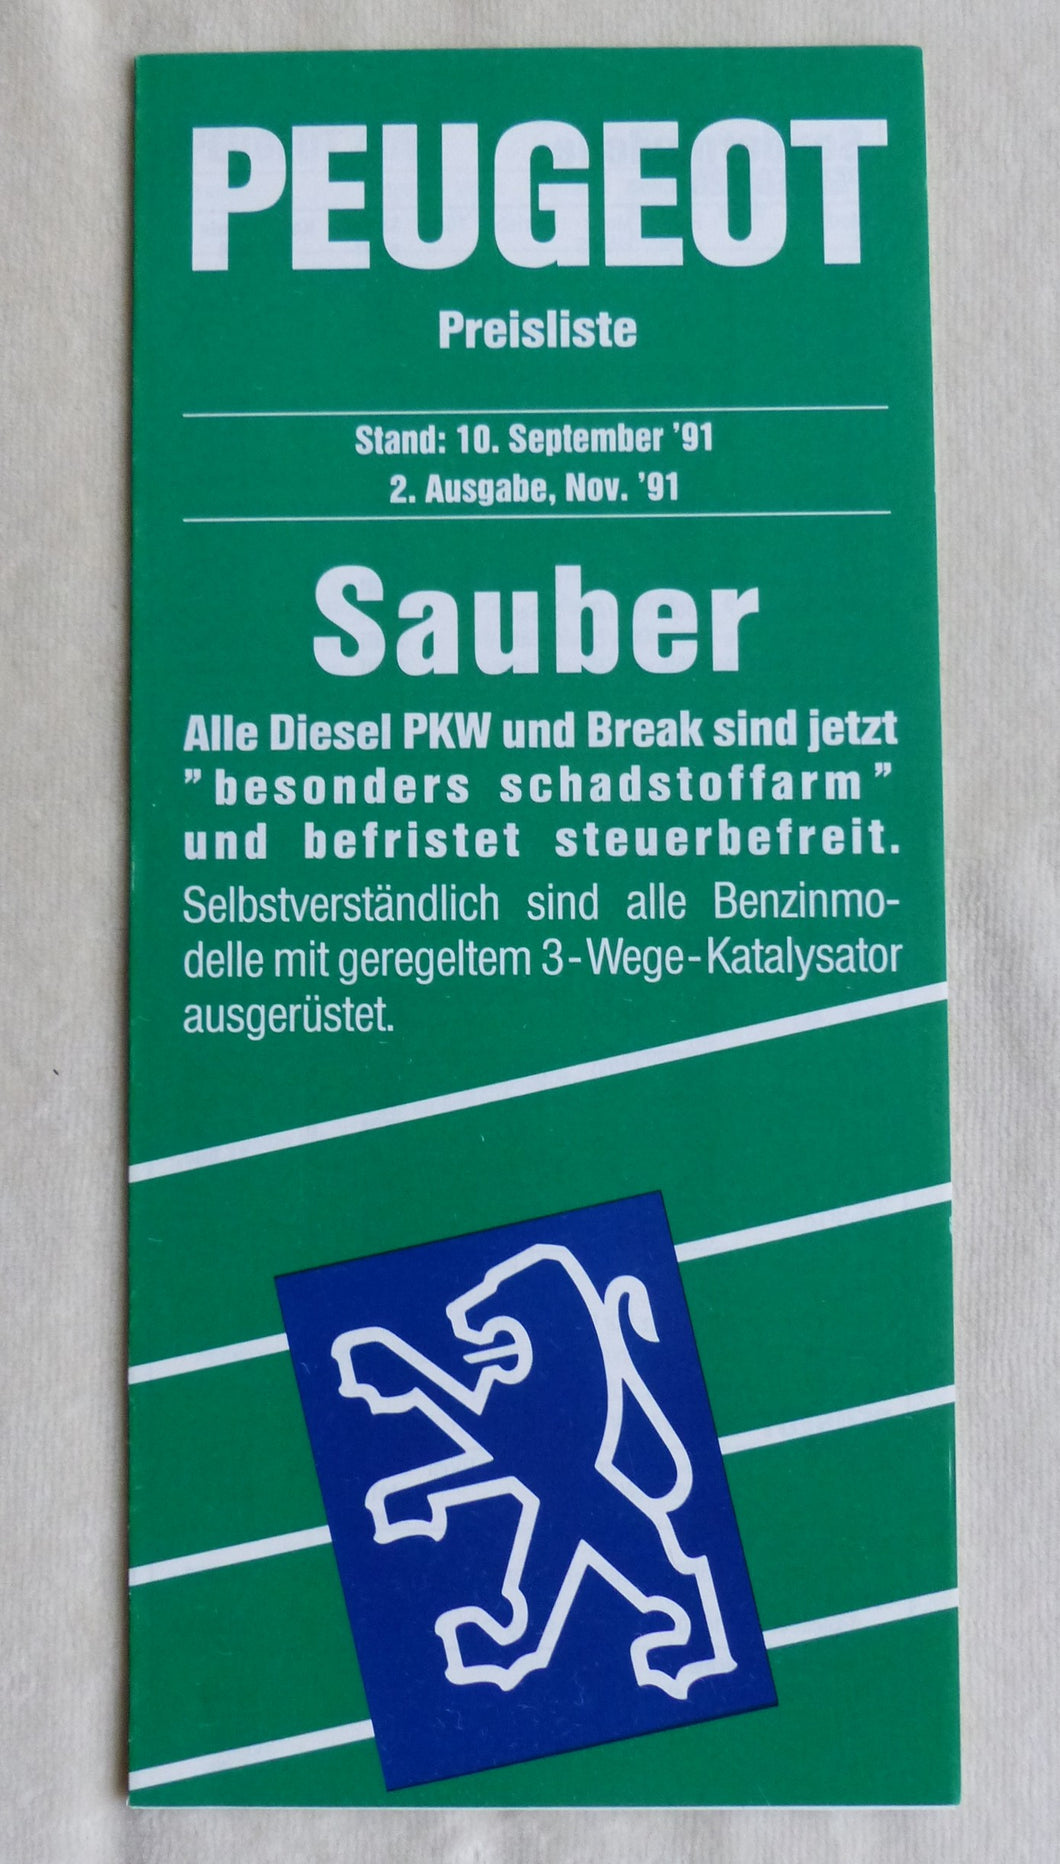 PEUGEOT
Preisliste
Stand: 10. September ’91
2. Ausgabe, Nov. ’91
Sauber
Alle Diesel PKW und Break sind jetzt
”besonders schadstoffarm”
und befristet steuerbefreit.
Selbstverständlich sind alle Benzinmo-
delle mit geregeltem 3-Wege-Katalysator
ausgerüstet.